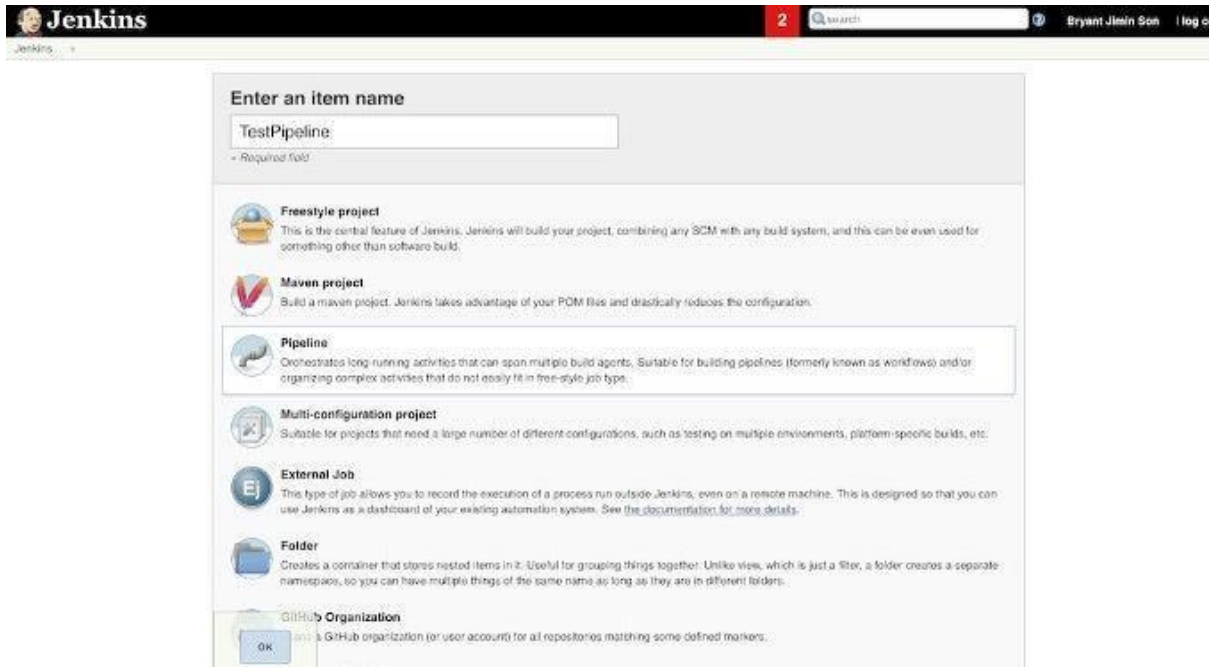 Jenkins
2
search
Bryant Jimin Son
log o
Jenkins
Enter an item name
TestPipeline
» Required field
Freestyle project
This is the central feature of Jenkins. Jenkins will build your project, combining any SCM with any build system, and this can be even used for
something other than software build.
Maven project
Build a maven project. Jenkins takes advantage of your POM files and drastically reduces the configuration.
Pipeline
Orchestrates long-running activities that can span multiple build agents. Suitable for building pipelines (formerly known as workflows) and/or
organizing complex activities that do not easily fit in free-style job type.
Multi-configuration project
Suitable for projects that need a large number of different configurations, such as testing on multiple environments, platform-specific builds, etc.
Ej
External Job
This type of job allows you to record the execution of a process run outside Jenkins, even on a remote machine. This is designed so that you can
use Jenkins as a dashboard of your existing automation system. See the documentation for more details.
Folder
Creates a container that stores nested items in it. Useful for grouping things together. Unlike view, which is just a filter, a folder creates a separate
namespace, so you can have multiple things of the same name as long as they are in different folders.
GitHub Organization
a GitHub organization (or user account) for all repositories matching some defined markers.
OK